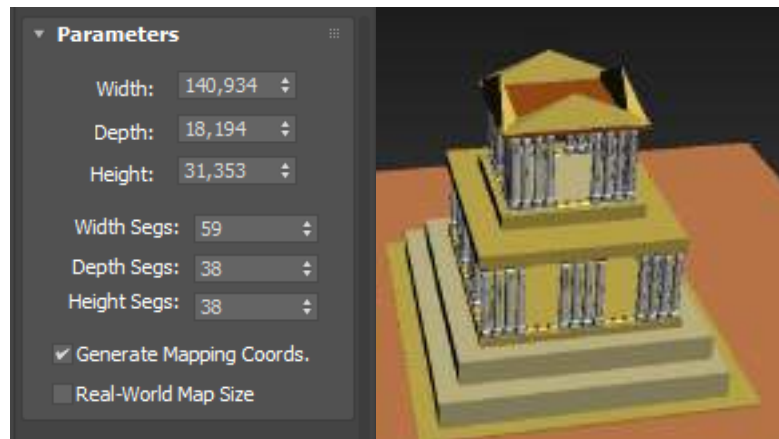 Parameters
Width: 140,934
Depth: 18,194
Height: 31,353
Width Segs: 59
Depth Segs: 38
Height Segs: 38
Generate Mapping Coords.
Real-World Map Size